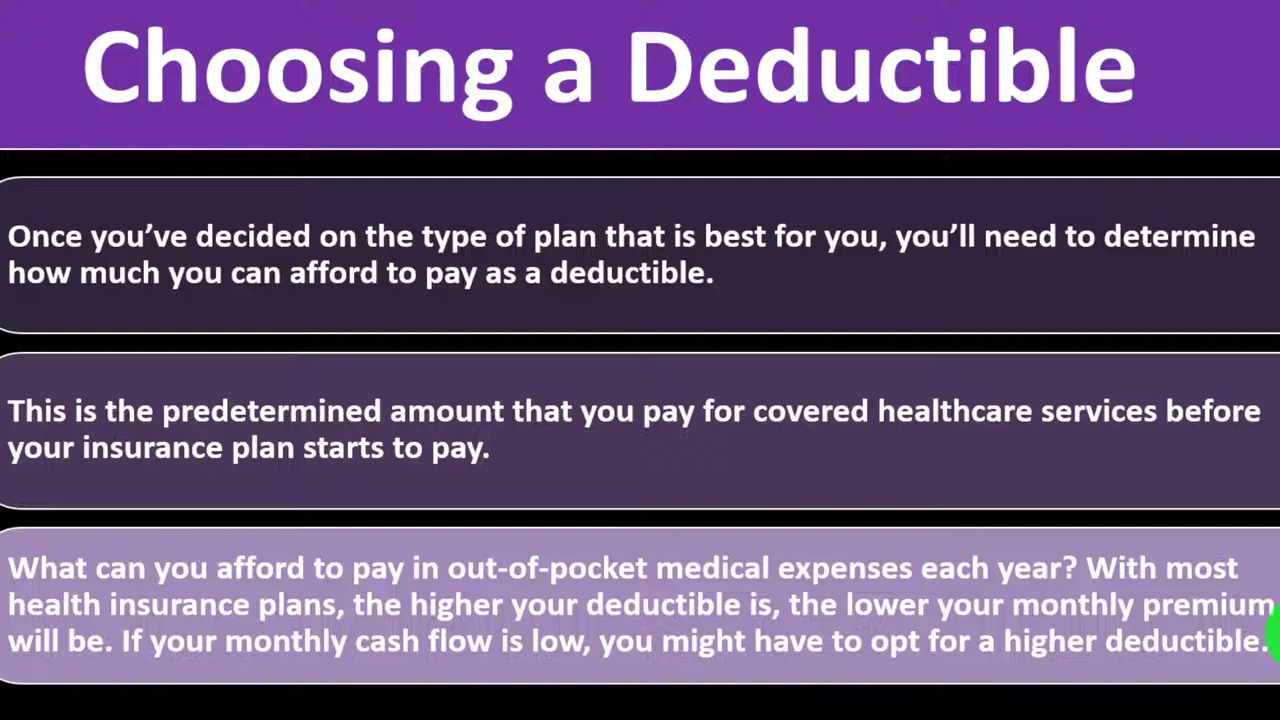 Choosing a Deductible
Once you’ve decided on the type of plan that is best for you, you’ll need to determine
how much you can afford to pay as a deductible.
This is the predetermined amount that you pay for covered healthcare services before
your insurance plan starts to pay.
What can you afford to pay in out-of-pocket medical expenses each year? With most
health insurance plans, the higher your deductible is, the lower your monthly premium
will be. If your monthly cash flow is low, you might have to opt for a higher deductible.